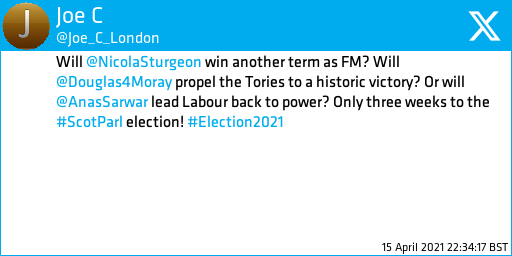 J
Joe C
@Joe_C_London
Will @NicolaSturgeon win another term as FM? Will
@Douglas4Moray propel the Tories to a historic victory? Or will
@AnasSarwar lead Labour back to power? Only three weeks to the
#ScotParl election! #Election2021
15 April 2021 22:34:17 BST